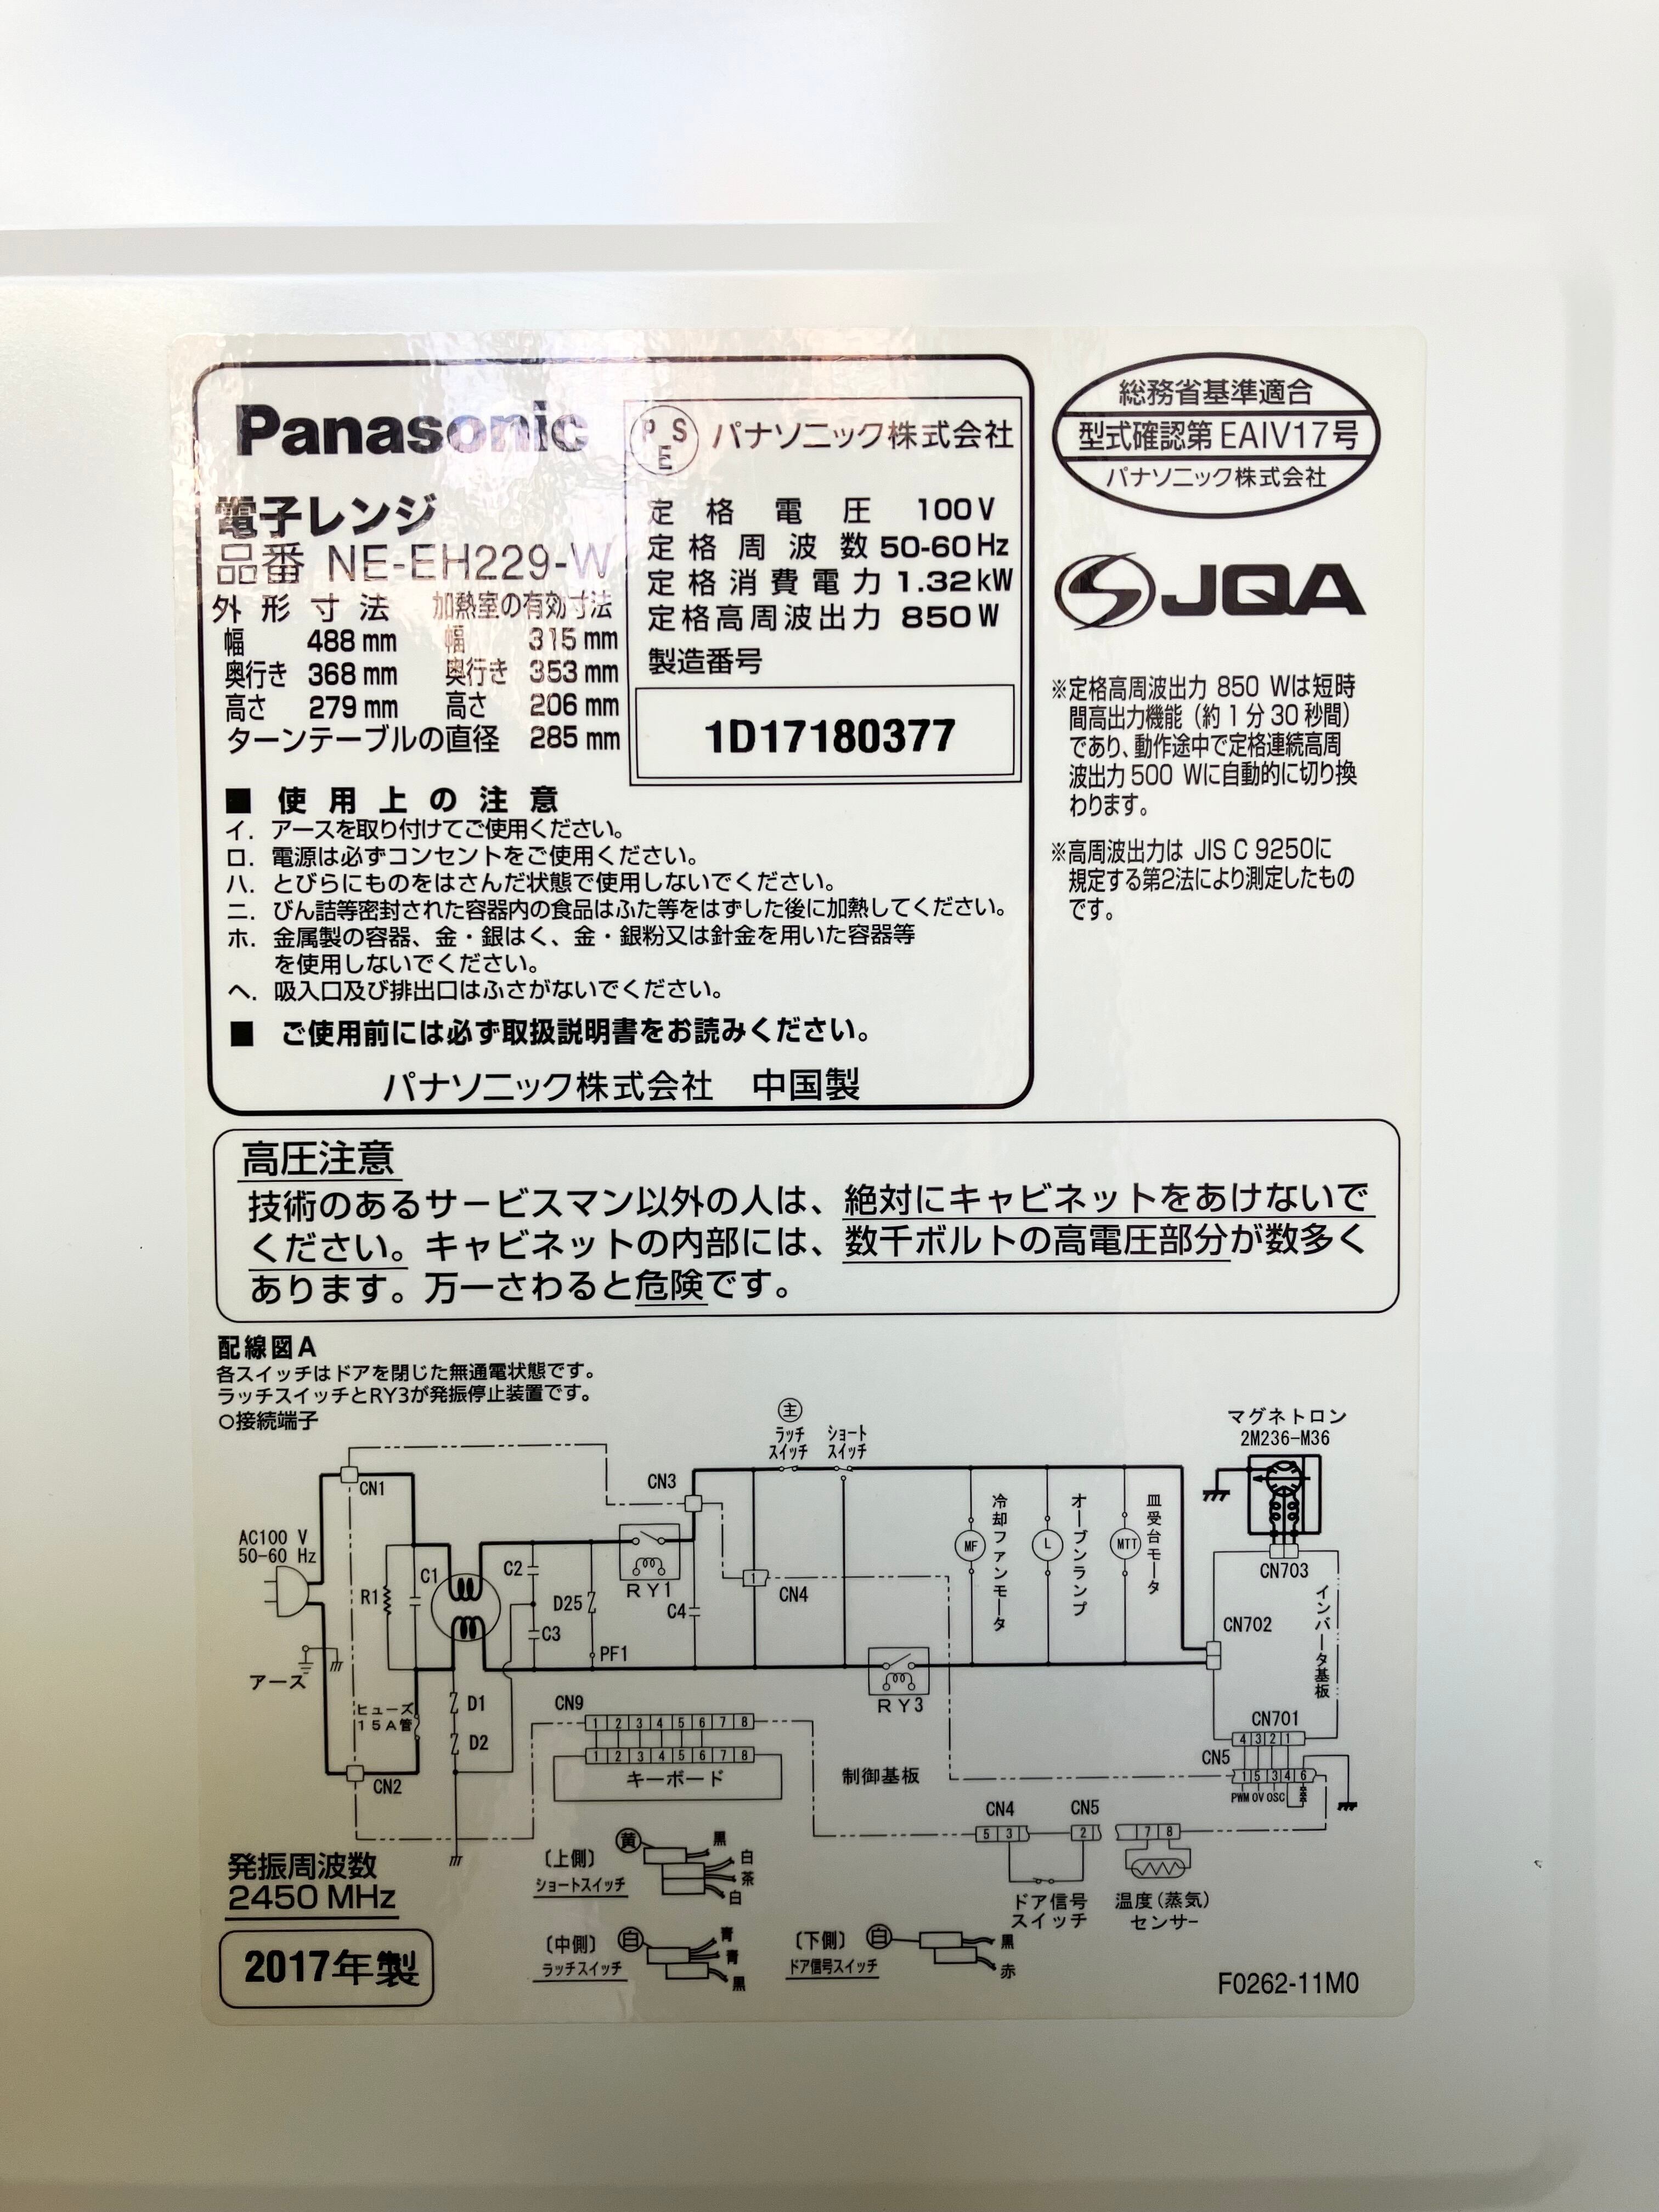 Panasonic
電子レンジ
品番 NE-EH229-W
外形寸法 加熱室の有効寸法
幅 488 mm 幅 315 mm
奥行き 368 mm 奥行き 353 mm
高さ 279 mm 高さ 206 mm
ターンテーブルの直径 285 mm
PSE パナソニック株式会社
定格電圧 100 V
定格周波数 50-60 Hz
定格消費電力 1.32 kW
定格高周波出力 850 W
製造番号
1D17180377
■ 使用上の注意
イ. アースを取り付けてご使用ください。
ロ. 電源は必ずコンセントをご使用ください。
ハ. とびらにものをはさんだ状態で使用しないでください。
ニ. びん詰等密封された容器内の食品はふた等をはずした後に加熱してください。
ホ. 金属製の容器、金・銀はく、金・銀粉又は針金を用いた容器等
を使用しないでください。
ヘ. 吸入口及び排出口はふさがないでください。
■ ご使用前には必ず取扱説明書をお読みください。
パナソニック株式会社 中国製
総務省基準適合
型式確認第EAIV17号
パナソニック株式会社
JQA
※定格高周波出力 850 Wは短時
間高出力機能（約1分30秒間）
であり、動作途中で定格連続高周
波出力500 Wに自動的に切り換
わります。
※高周波出力は JIS C 9250に
規定する第2法により測定したもの
です。
高圧注意
技術のあるサービスマン以外の人は、絶対にキャビネットをあけないで
ください。キャビネットの内部には、数千ボルトの高電圧部分が数多く
あります。万一さわると危険です。
配線図A
各スイッチはドアを閉じた無通電状態です。
ラッチスイッチとRY3が発振停止装置です。
○接続端子
主
ラッチ
スイッチ
ショート
スイッチ
マグネトロン
2M236-M36
CN1
CN3
AC100 V
50-60 Hz
R1
C1
C2
C3
D25
PF1
RY1
C4
1
CN4
MF
冷却ファンモータ
L
オーブンランプ
MTT
皿受台モータ
CN703
CN702
インバータ基板
アース
ヒューズ
15A管
D1
D2
CN2
RY3
CN9
1 2 3 4 5 6 7 8
1 2 3 4 5 6 7 8
キーボード
制御基板
CN701
4 3 2 1
CN5
1 5 3 4 6
PWM 0V OSC
CN4
5 3
CN5
2
7 8
ドア信号
スイッチ
温度(蒸気)
センサー
発振周波数
2450 MHz
2017年製
〔上側〕
ショートスイッチ
黄
黒
白
茶
白
〔中側〕
ラッチスイッチ
白
青
青
黒
〔下側〕
ドア信号スイッチ
白
黒
赤
F0262-11M0